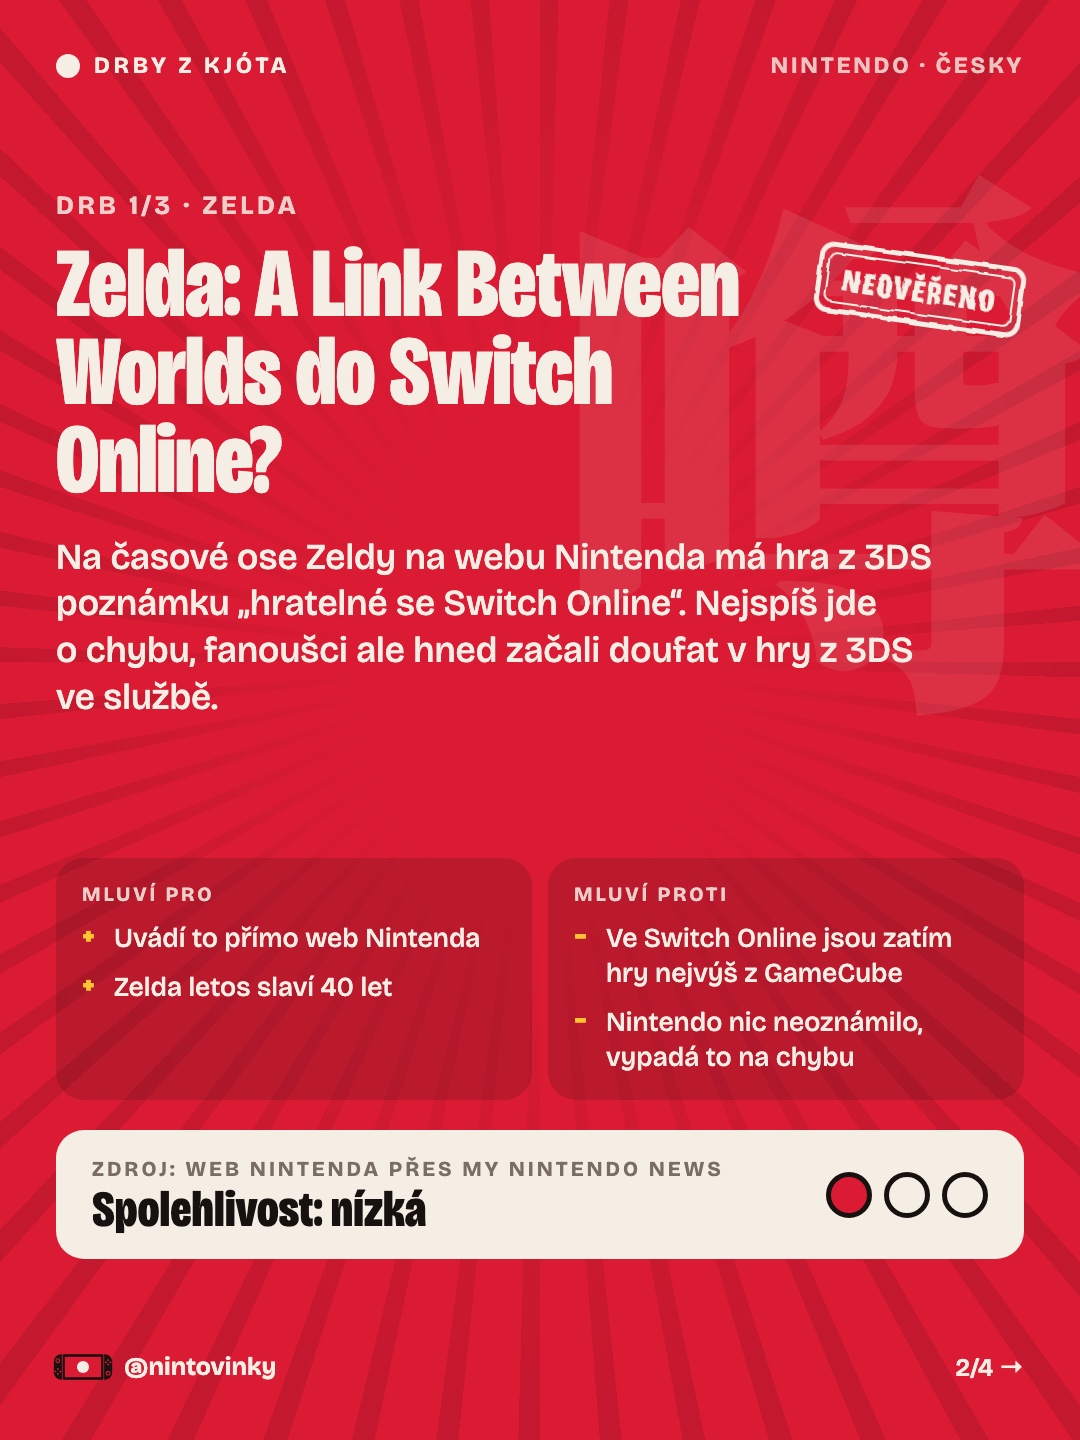 DRBY Z KJÓTA
NINTENDO · ČESKY
DRB 1/3 · ZELDA
Zelda: A Link Between
Worlds do Switch
Online?
NEOVĚŘENO
噂
Na časové ose Zeldy na webu Nintenda má hra z 3DS
poznámku „hratelné se Switch Online“. Nejspíš jde
o chybu, fanoušci ale hned začali doufat v hry z 3DS
ve službě.
MLUVÍ PRO
+ Uvádí to přímo web Nintenda
+ Zelda letos slaví 40 let
MLUVÍ PROTI
- Ve Switch Online jsou zatím
hry nejvýš z GameCube
- Nintendo nic neoznámilo,
vypadá to na chybu
ZDROJ: WEB NINTENDA PŘES MY NINTENDO NEWS
Spolehlivost: nízká
@nintovinky
2/4 →